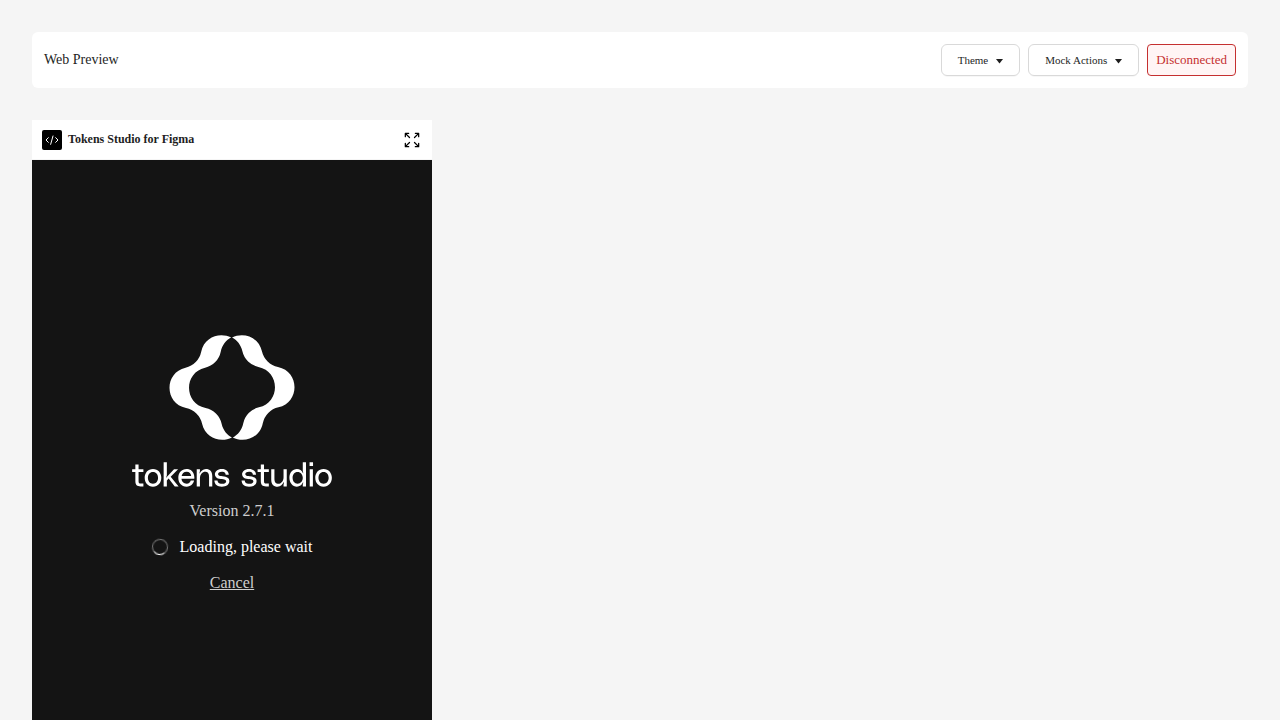 Web Preview
Theme
Mock Actions
Disconnected
Tokens Studio for Figma
tokens studio
Version 2.7.1
Loading, please wait
Cancel